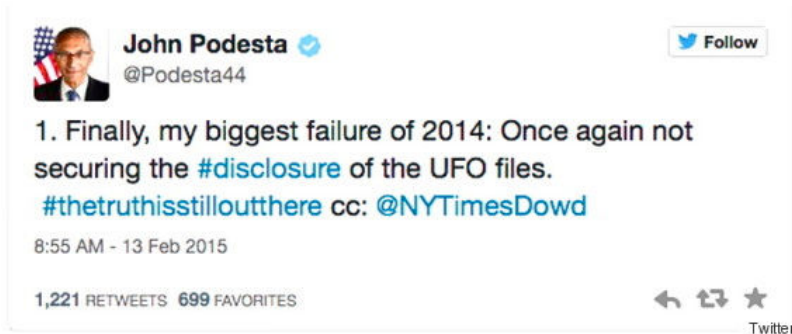 John Podesta
Follow
@Podesta44
1. Finally, my biggest failure of 2014: Once again not
securing the #disclosure of the UFO files.
#thetruthisstilloutthere cc: @NYTimesDowd
8:55 AM - 13 Feb 2015
1,221 RETWEETS 699 FAVORITES
Twitter